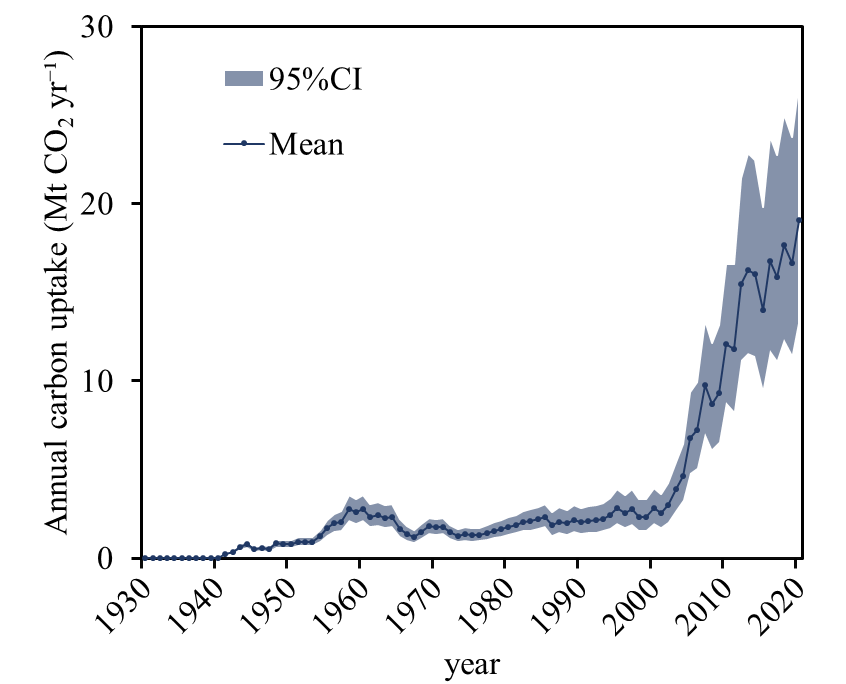 30
95%CI
Mean
20
10
0
Annual carbon uptake (Mt CO₂ yr⁻¹)
1930 1940 1950 1960 1970 1980 1990 2000 2010 2020
year